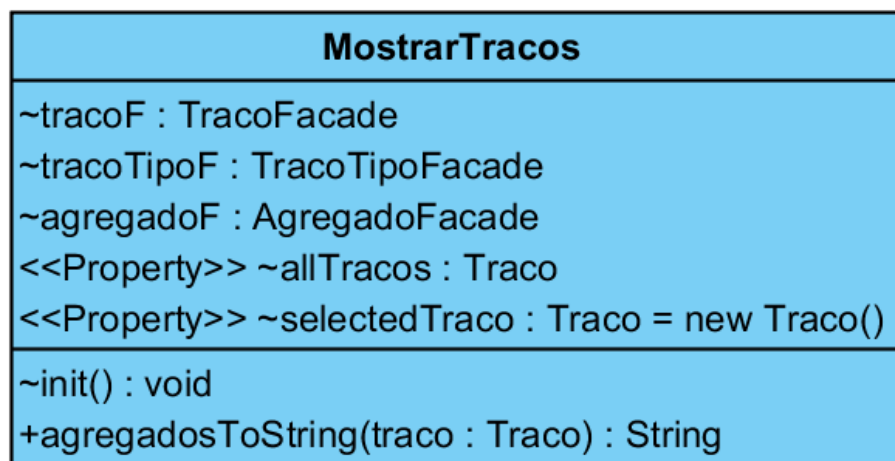 MostrarTracos
~tracoF : TracoFacade
~tracoTipoF : TracoTipoFacade
~agregadoF : AgregadoFacade
<<Property>> ~allTracos : Traco
<<Property>> ~selectedTraco : Traco = new Traco()
~init() : void
+agregadosToString(traco : Traco) : String